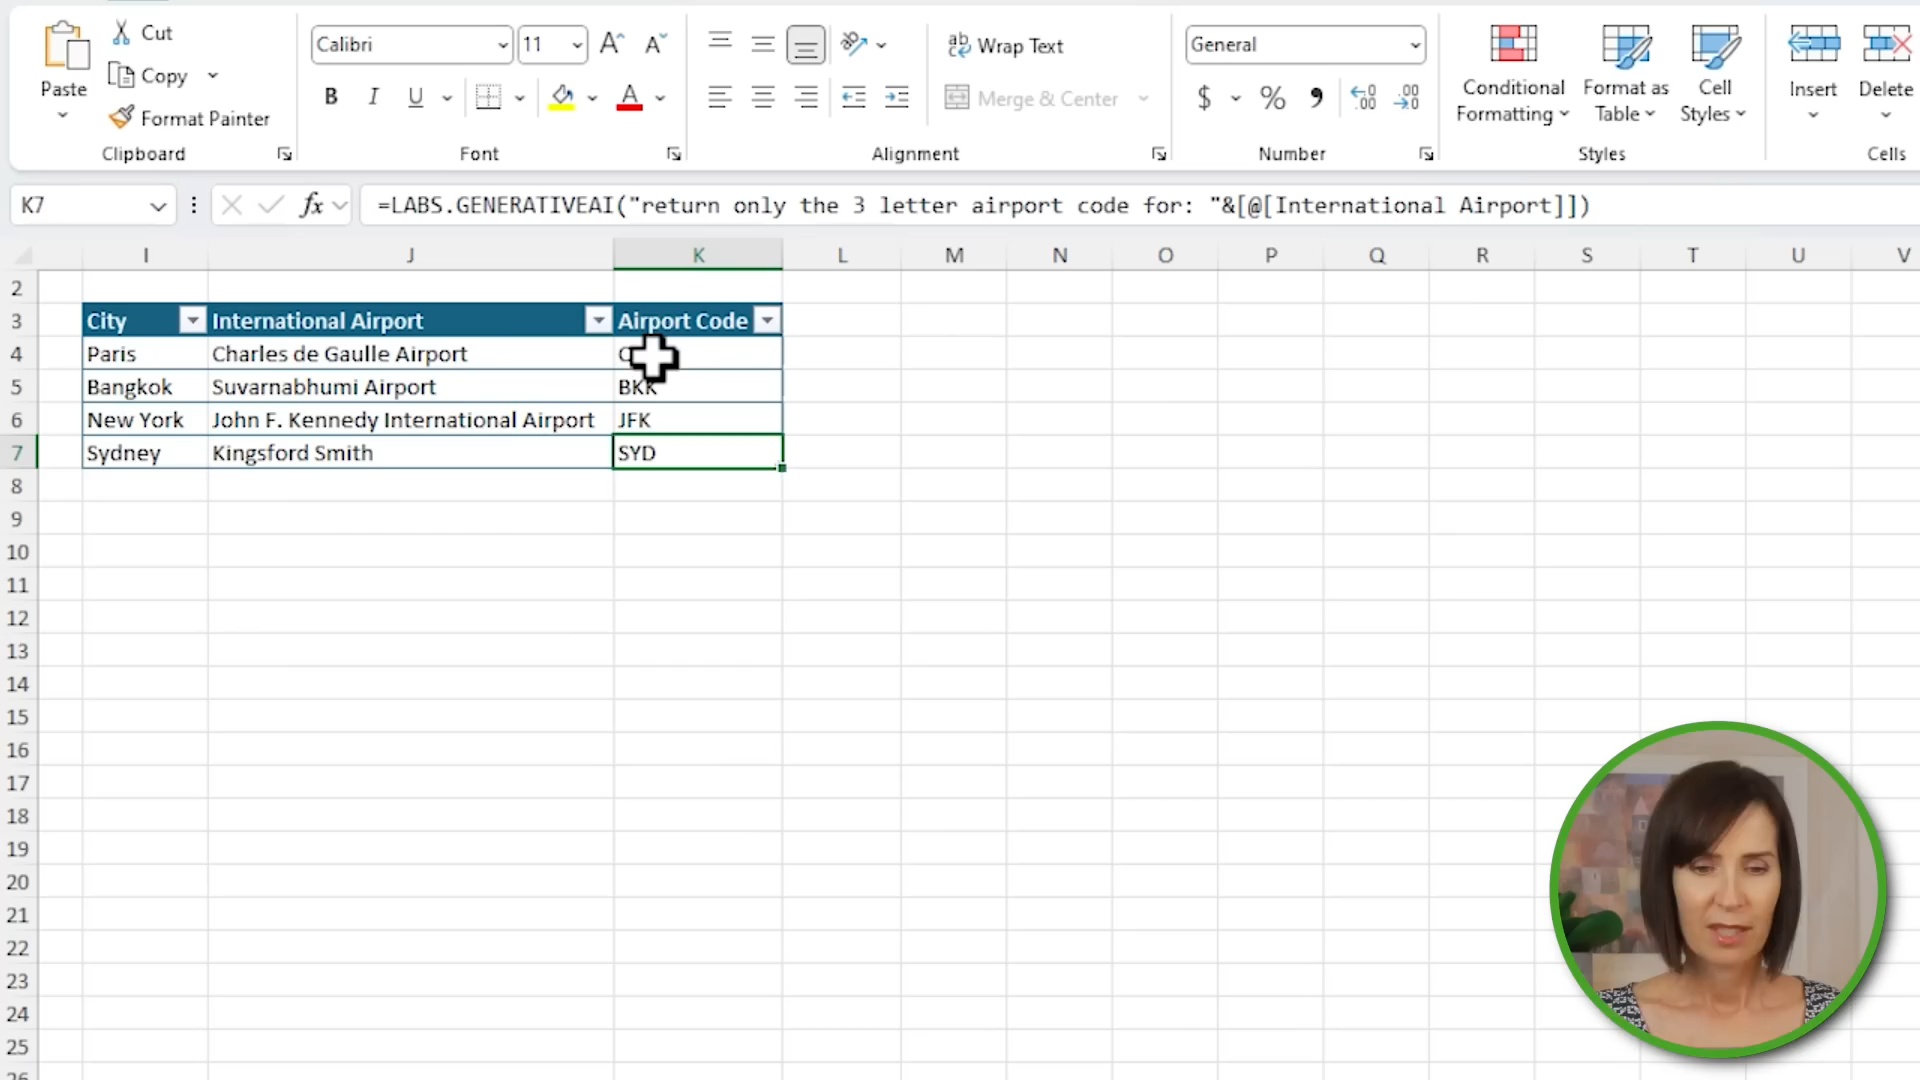 Paste
Cut
Copy
Format Painter
Clipboard
Calibri
11
B I U
A
Font
ab
Wrap Text
Merge & Center
Alignment
General
$ % 9
Number
Conditional
Formatting
Format as
Table
Cell
Styles
Styles
Insert
Delete
Cells
K7
fx
=LABS.GENERATIVEAI("return only the 3 letter airport code for: "&[@[International Airport]])
I J K L M N O P Q R S T U V
2
3 City International Airport Airport Code
4 Paris Charles de Gaulle Airport
5 Bangkok Suvarnabhumi Airport BKK
6 New York John F. Kennedy International Airport JFK
7 Sydney Kingsford Smith SYD
8
9
10
11
12
13
14
15
16
17
18
19
20
21
22
23
24
25